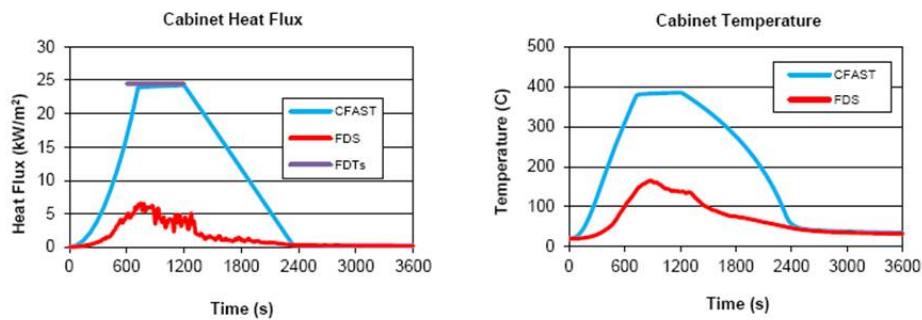 Cabinet Heat Flux
30
25
20
15
10
5
0
Heat Flux (kW/m²)
CFAST
FDS
FDTs
0 600 1200 1800 2400 3000 3600
Time (s)
Cabinet Temperature
500
400
300
200
100
0
Temperature (C)
CFAST
FDS
0 600 1200 1800 2400 3000 3600
Time (s)